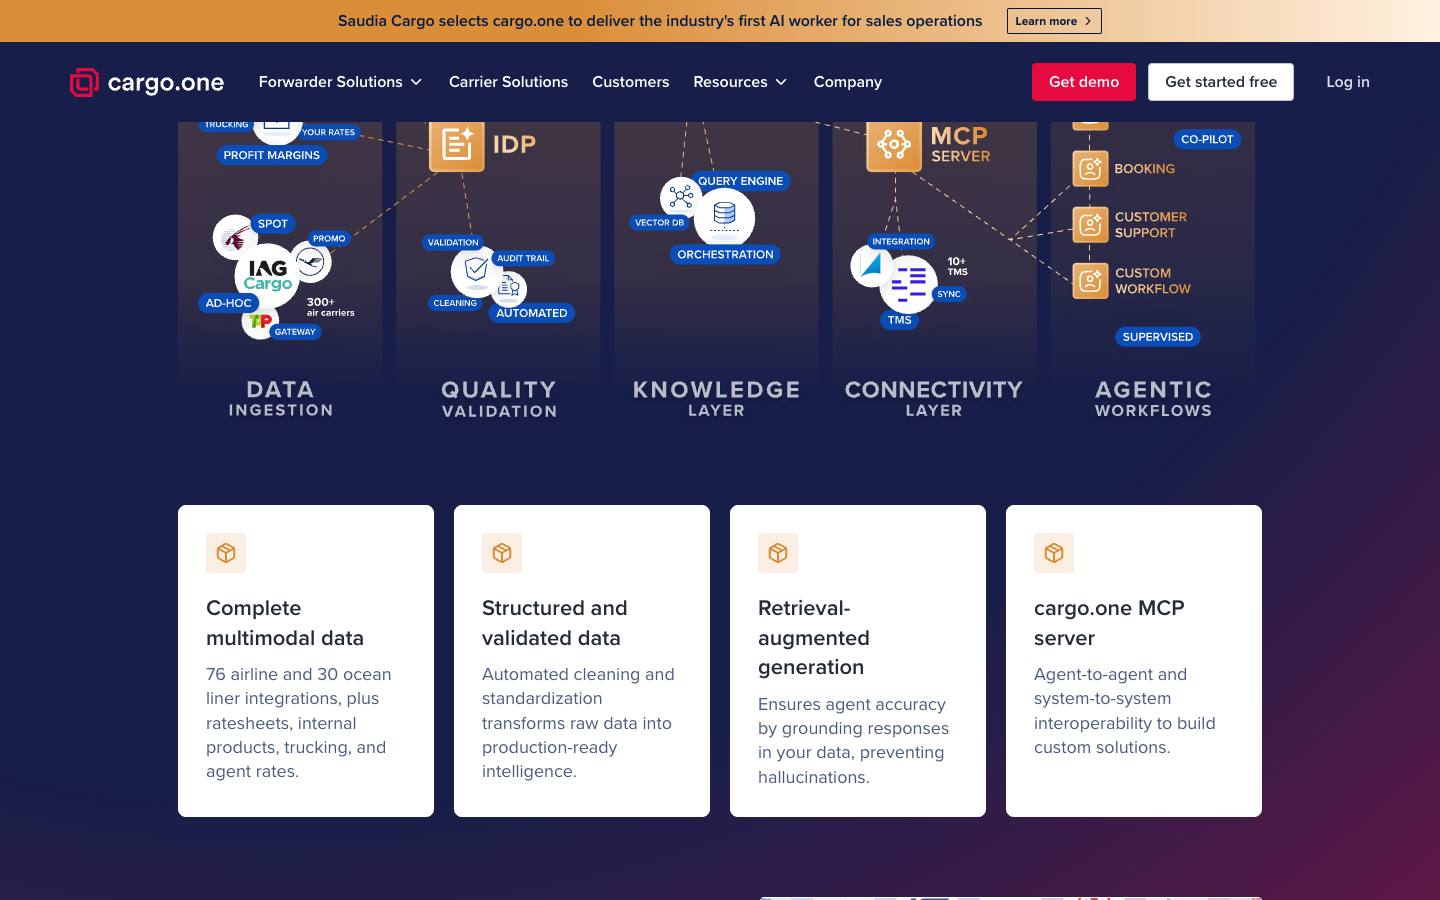 Saudia Cargo selects cargo.one to deliver the industry's first AI worker for sales operations
Learn more
cargo.one
Forwarder Solutions
Carrier Solutions
Customers
Resources
Company
Get demo
Get started free
Log in
TRUCKING
YOUR RATES
PROFIT MARGINS
SPOT
PROMO
IAG
Cargo
AD-HOC
300+
air carriers
TAP
GATEWAY
DATA
INGESTION
IDP
VALIDATION
AUDIT TRAIL
CLEANING
AUTOMATED
QUALITY
VALIDATION
QUERY ENGINE
VECTOR DB
ORCHESTRATION
KNOWLEDGE
LAYER
MCP
SERVER
INTEGRATION
10+
TMS
SYNC
TMS
CONNECTIVITY
LAYER
CO-PILOT
BOOKING
CUSTOMER
SUPPORT
CUSTOM
WORKFLOW
SUPERVISED
AGENTIC
WORKFLOWS
Complete
multimodal data
76 airline and 30 ocean
liner integrations, plus
ratesheets, internal
products, trucking, and
agent rates.
Structured and
validated data
Automated cleaning and
standardization
transforms raw data into
production-ready
intelligence.
Retrieval-
augmented
generation
Ensures agent accuracy
by grounding responses
in your data, preventing
hallucinations.
cargo.one MCP
server
Agent-to-agent and
system-to-system
interoperability to build
custom solutions.